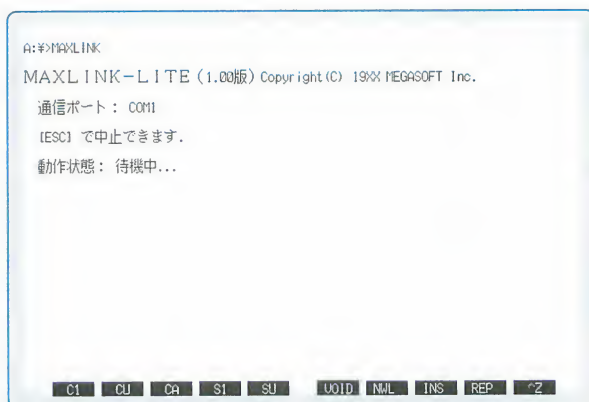 A:¥>MAXLINK
MAXLINK-LITE (1.00版) Copyright(C) 19XX MEGASOFT Inc.
通信ポート： COM1
[ESC] で中止できます.
動作状態： 待機中...
C1 CU CA S1 SU VOID NWL INS REP ^Z